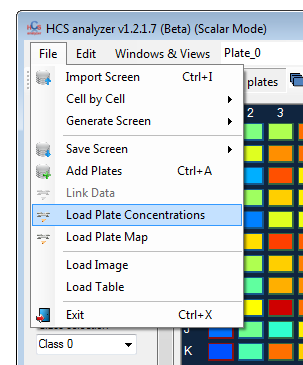 HCS analyzer v1.2.1.7 (Beta) (Scalar Mode)
File Edit Windows & Views Plate_0
Import Screen Ctrl+I
plates
Cell by Cell
2 3
Generate Screen
Save Screen
Add Plates Ctrl+A
Link Data
Load Plate Concentrations
Load Plate Map
Load Image
Load Table
Exit Ctrl+X
Class 0
K